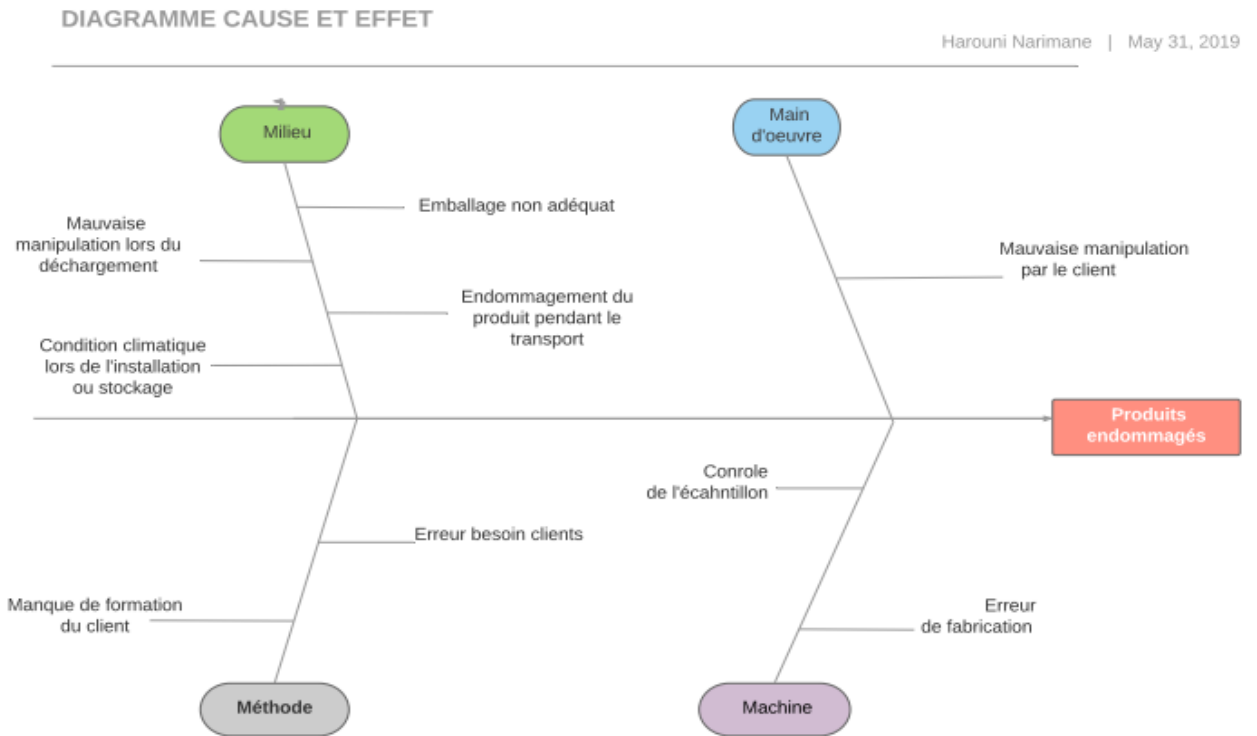 DIAGRAMME CAUSE ET EFFET
Harouni Narimane | May 31, 2019
Milieu
Main
d'oeuvre
Emballage non adéquat
Mauvaise
manipulation lors du
déchargement
Mauvaise manipulation
par le client
Endommagement du
produit pendant le
transport
Condition climatique
lors de l'installation
ou stockage
Produits
endommagés
Conrole
de l'écahntillon
Erreur besoin clients
Manque de formation
du client
Erreur
de fabrication
Méthode
Machine